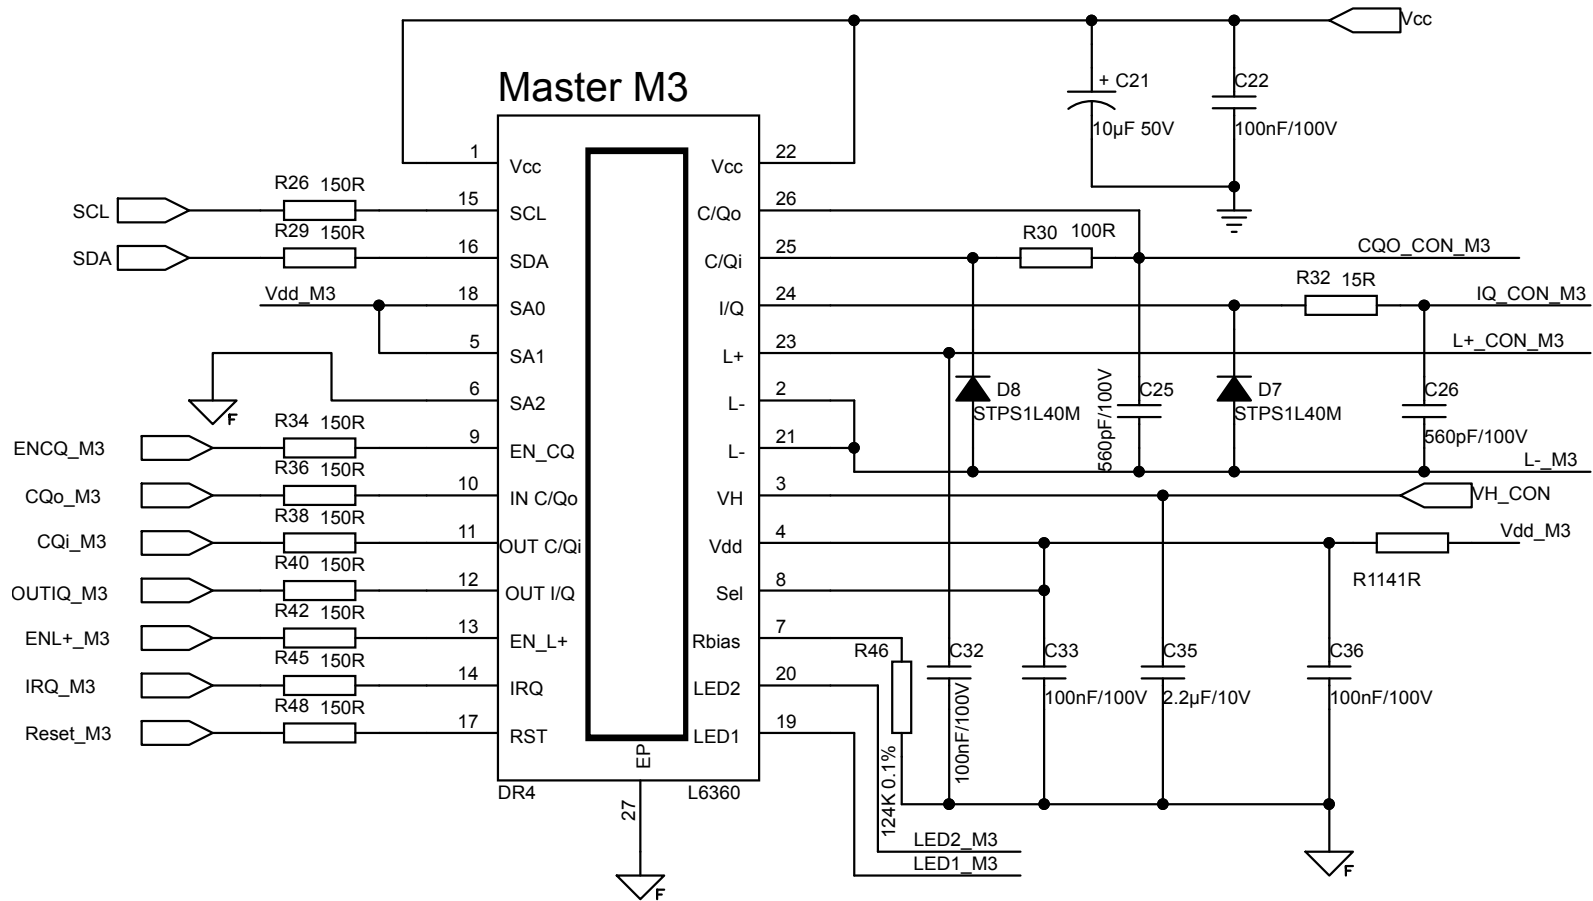 Vcc
Master M3
+ C21
10µF 50V
C22
100nF/100V
1
Vcc
Vcc
22
SCL
R26 150R
15
SCL
C/Qo
26
SDA
R29 150R
16
SDA
C/Qi
25
R30 100R
CQO_CON_M3
Vdd_M3
18
SA0
I/Q
24
R32 15R
IQ_CON_M3
5
SA1
L+
23
L+_CON_M3
6
SA2
L-
2
F
D8
STPS1L40M
560pF/100V
C25
D7
STPS1L40M
C26
560pF/100V
ENCQ_M3
R34 150R
9
EN_CQ
L-
21
L-_M3
CQo_M3
R36 150R
10
IN C/Qo
VH
3
VH_CON
CQi_M3
R38 150R
11
OUT C/Qi
Vdd
4
Vdd_M3
R1141R
OUTIQ_M3
R40 150R
12
OUT I/Q
Sel
8
ENL+_M3
R42 150R
13
EN_L+
Rbias
7
R46
124K 0.1%
C32
100nF/100V
C33
100nF/100V
C35
2.2µF/10V
C36
100nF/100V
IRQ_M3
R45 150R
14
IRQ
LED2
20
Reset_M3
R48 150R
17
RST
LED1
19
EP
DR4
L6360
27
F
LED2_M3
LED1_M3
F